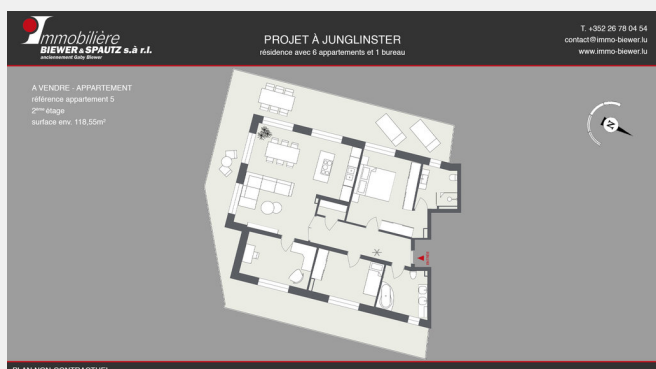 Immobilière
BIEWER & SPAUTZ s.à r.l.
anciennement Gaby Biewer
PROJET À JUNGLINSTER
résidence avec 6 appartements et 1 bureau
T. +352 26 78 04 54
contact@immo-biewer.lu
www.immo-biewer.lu
A VENDRE - APPARTEMENT
référence appartement 5
2ième étage
surface env. 118,55m²
N
PLAN NON CONTRACTUEL